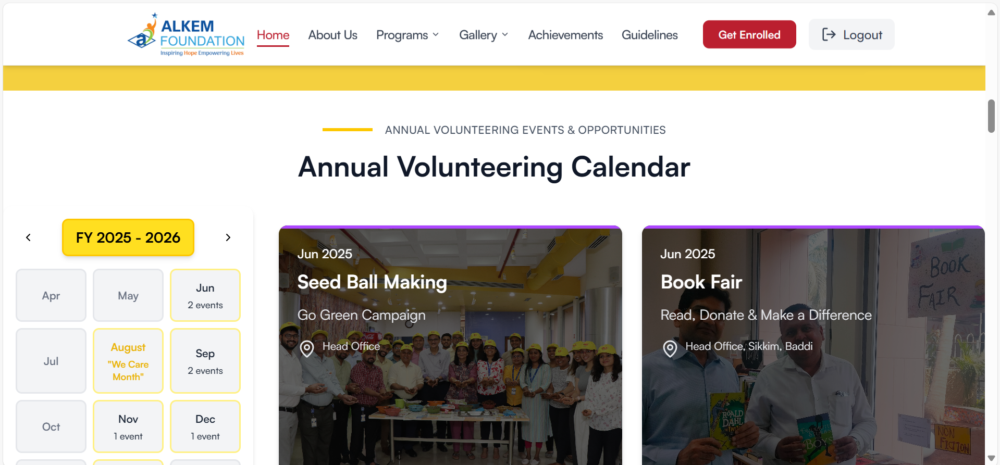 ALKEM
FOUNDATION
Inspiring Hope Empowering Lives
Home
About Us
Programs
Gallery
Achievements
Guidelines
Get Enrolled
Logout
ANNUAL VOLUNTEERING EVENTS & OPPORTUNITIES
Annual Volunteering Calendar
FY 2025 - 2026
Apr
May
Jun
2 events
Jul
August
"We Care
Month"
Sep
2 events
Oct
Nov
1 event
Dec
1 event
Jun 2025
Seed Ball Making
Go Green Campaign
Head Office
Jun 2025
Book Fair
Read, Donate & Make a Difference
Head Office, Sikkim, Baddi
BOOK
FAIR
ROALD
DAHL
BOYS
NON
FICTION